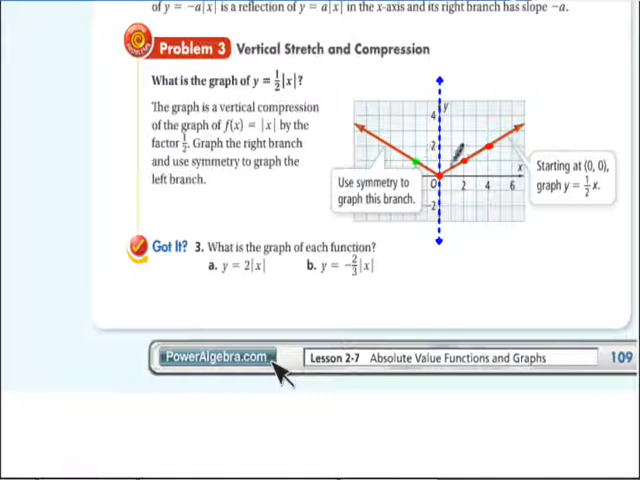 of y = −a|x| is a reflection of y = a|x| in the x-axis and its right branch has slope −a.
Problem 3 Vertical Stretch and Compression
What is the graph of y = 1/2|x|?
The graph is a vertical compression
of the graph of f(x) = |x| by the
factor 1/2. Graph the right branch
and use symmetry to graph the
left branch.
y
4
2
x
O 2 4 6
−2
Use symmetry to
graph this branch.
Starting at (0, 0),
graph y = 1/2 x.
Got It? 3. What is the graph of each function?
a. y = 2|x| b. y = −2/3|x|
PowerAlgebra.com
Lesson 2-7 Absolute Value Functions and Graphs
109